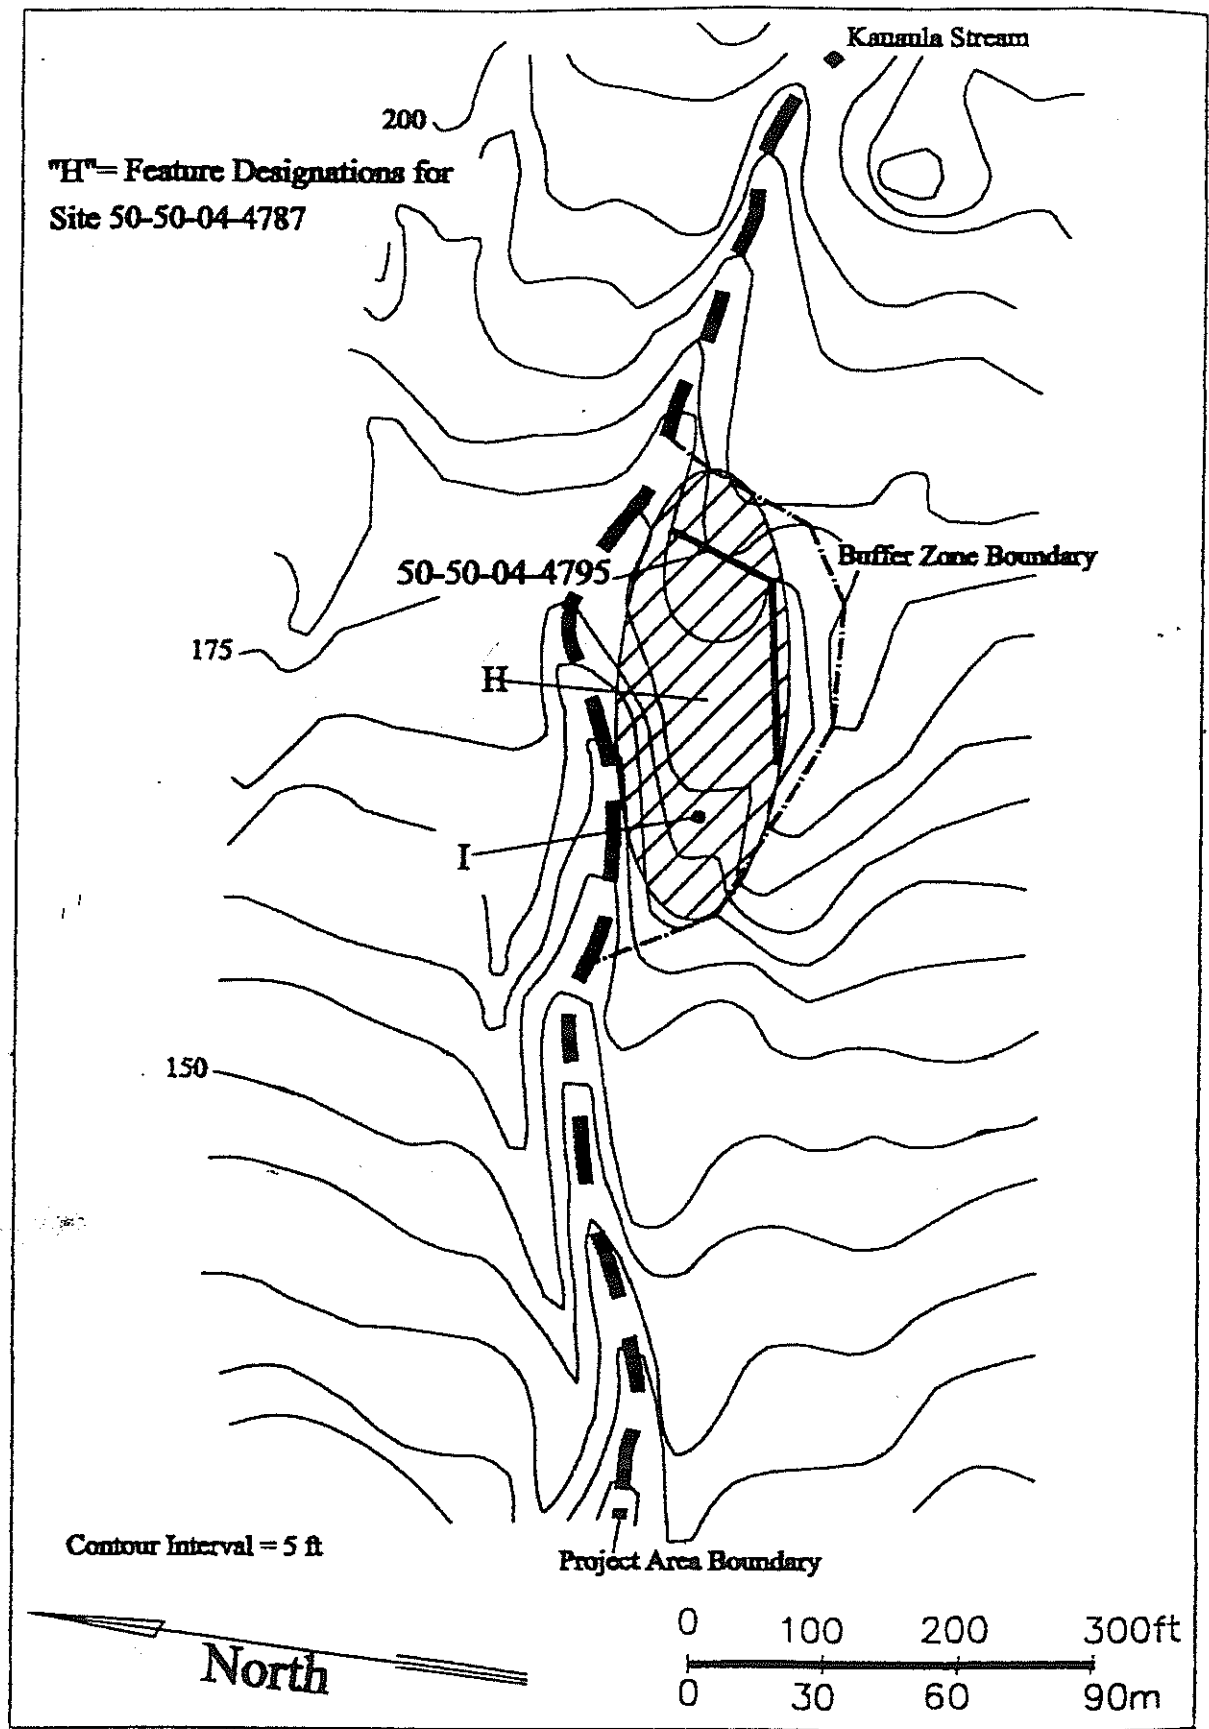 Kauaula Stream
200
"H"= Feature Designations for
Site 50-50-04-4787
50-50-04-4795
Buffer Zone Boundary
175
H
I
150
Contour Interval = 5 ft
Project Area Boundary
North
0 100 200 300ft
0 30 60 90m